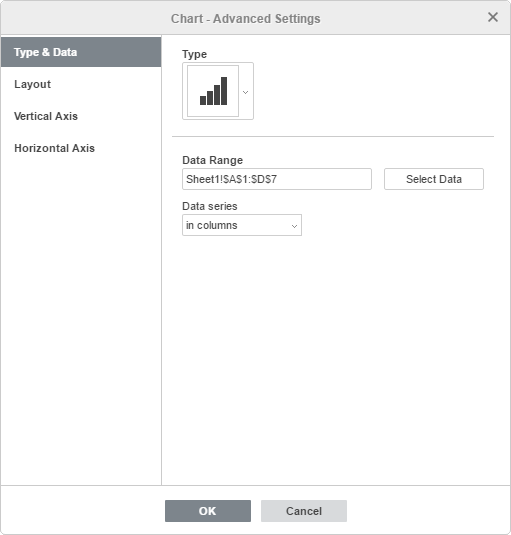 Chart - Advanced Settings
Type & Data
Layout
Vertical Axis
Horizontal Axis
Type
Data Range
Sheet1!$A$1:$D$7
Select Data
Data series
in columns
OK
Cancel